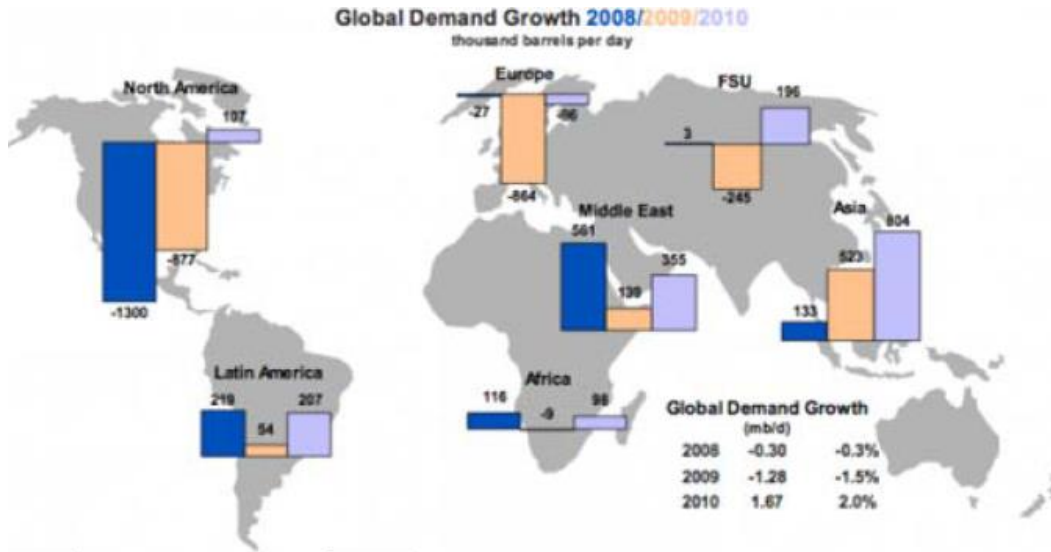 Global Demand Growth 2008/2009/2010
thousand barrels per day
North America
107
-877
-1300
Europe
-27
-96
-864
FSU
196
3
-245
Middle East
561
355
139
Asia
804
523
133
Latin America
219
207
54
Africa
116
-9
98
Global Demand Growth
(mb/d)
2008 -0.30 -0.3%
2009 -1.28 -1.5%
2010 1.67 2.0%